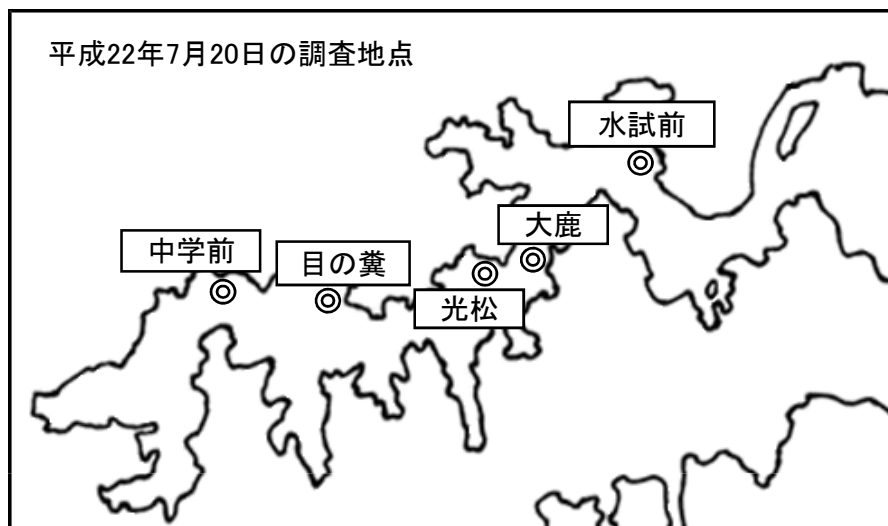 平成22年7月20日の調査地点
水試前
大鹿
中学前
目の糞
光松